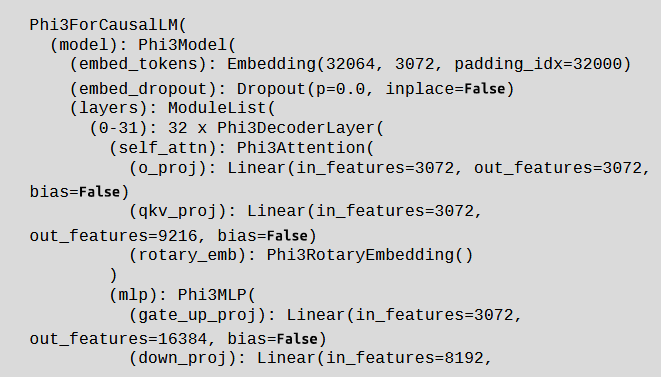 Phi3ForCausalLM(
  (model): Phi3Model(
    (embed_tokens): Embedding(32064, 3072, padding_idx=32000)
    (embed_dropout): Dropout(p=0.0, inplace=False)
    (layers): ModuleList(
      (0-31): 32 x Phi3DecoderLayer(
        (self_attn): Phi3Attention(
          (o_proj): Linear(in_features=3072, out_features=3072,
bias=False)
          (qkv_proj): Linear(in_features=3072,
out_features=9216, bias=False)
          (rotary_emb): Phi3RotaryEmbedding()
        )
        (mlp): Phi3MLP(
          (gate_up_proj): Linear(in_features=3072,
out_features=16384, bias=False)
          (down_proj): Linear(in_features=8192,